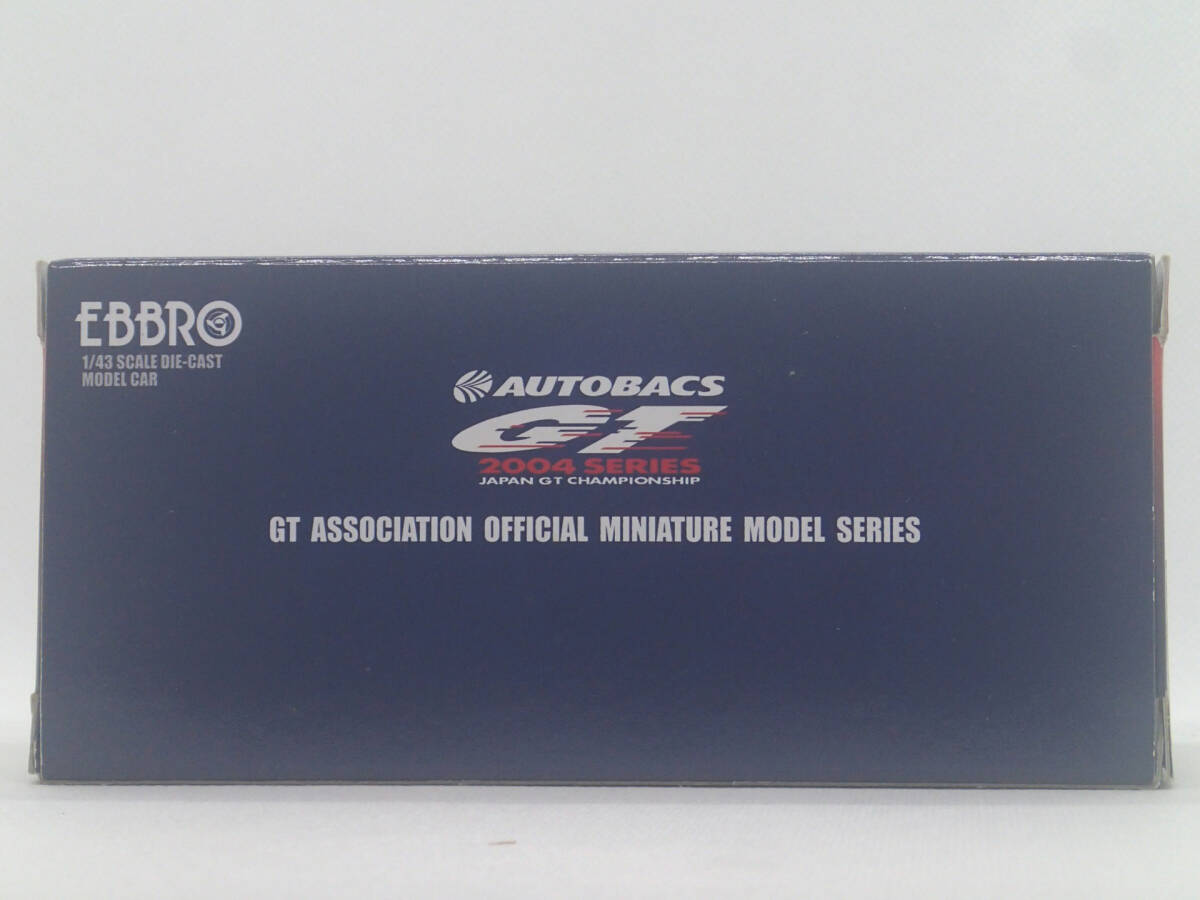 EBBRO
1/43 SCALE DIE-CAST
MODEL CAR
AUTOBACS
GT
2004 SERIES
JAPAN GT CHAMPIONSHIP
GT ASSOCIATION OFFICIAL MINIATURE MODEL SERIES